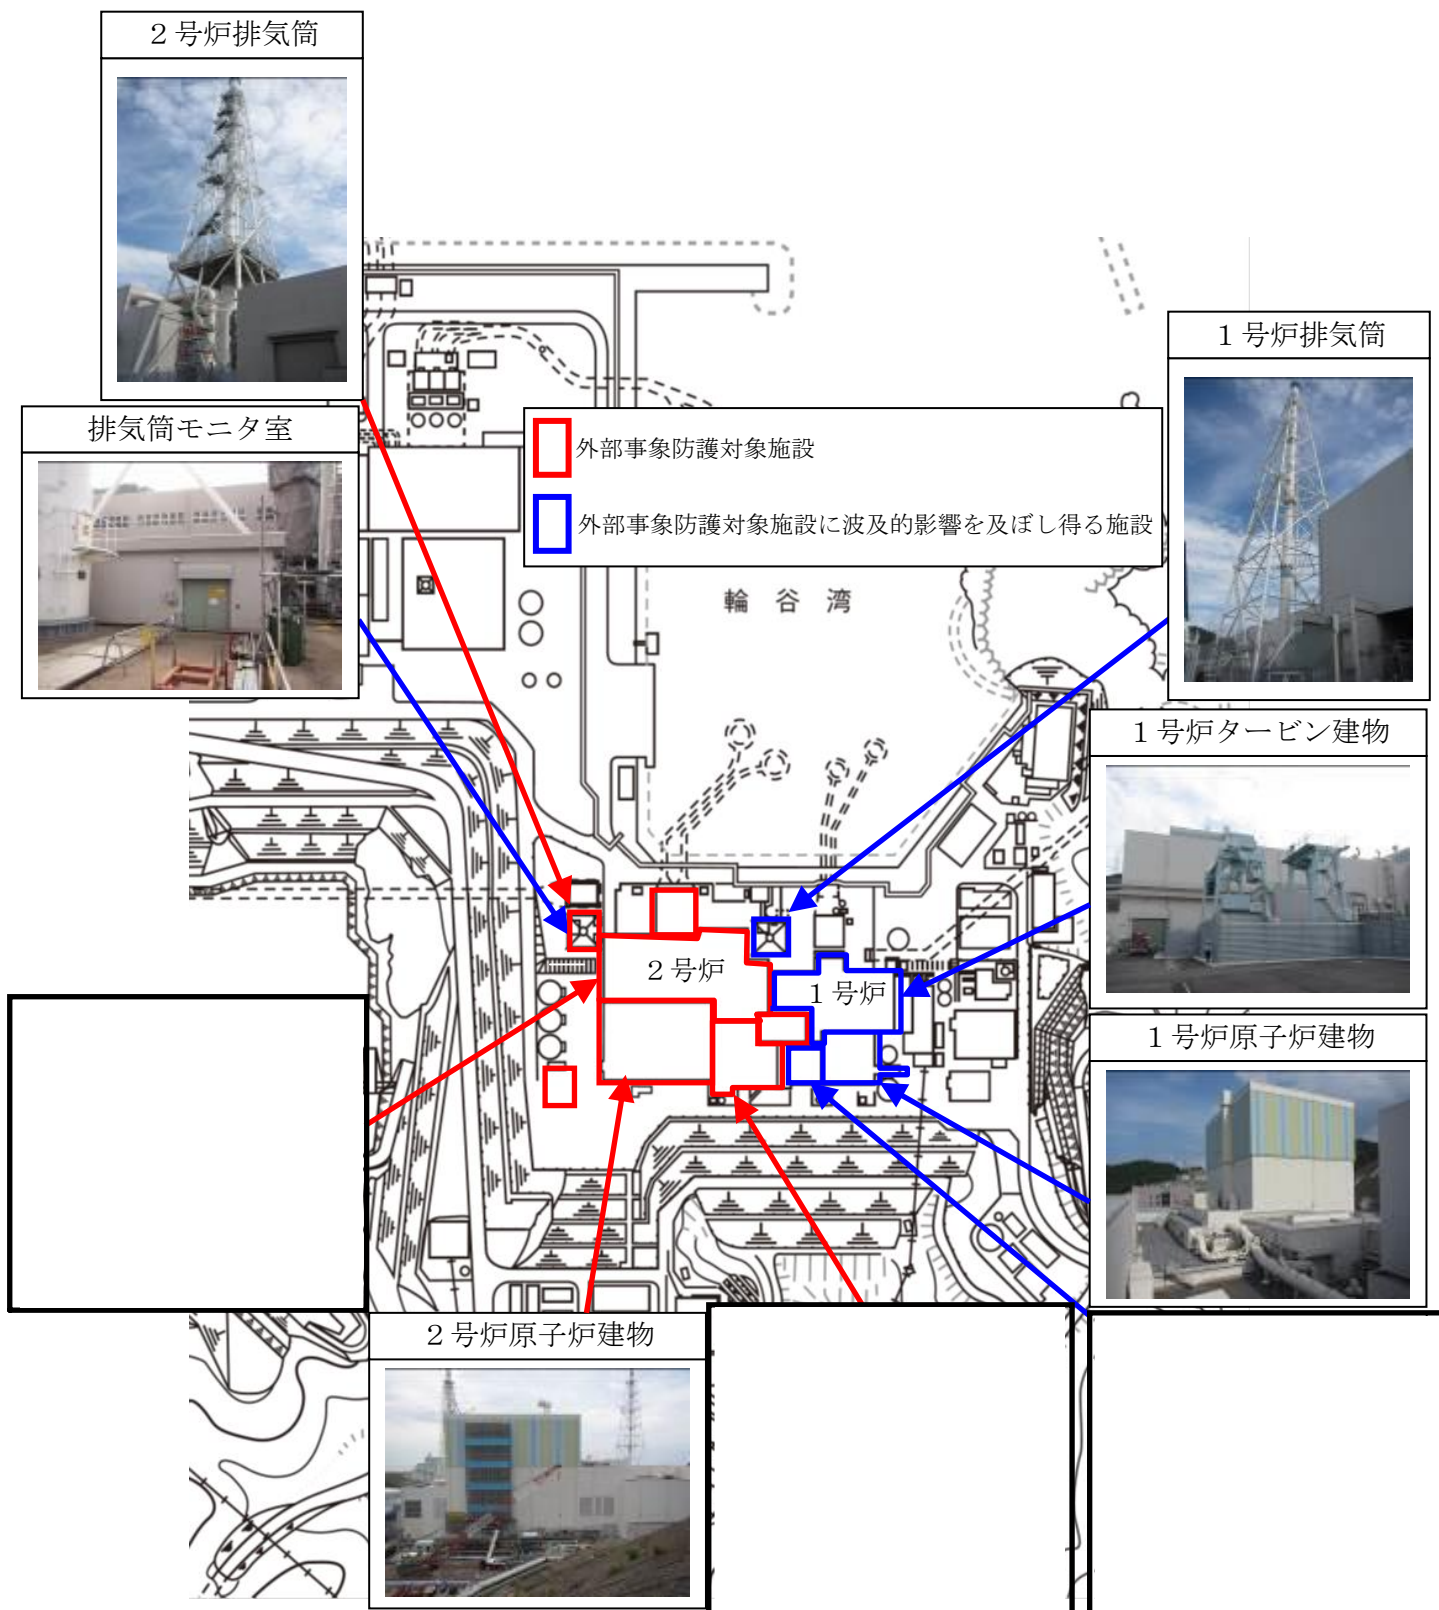 ２号炉排気筒
１号炉排気筒
排気筒モニタ室
外部事象防護対象施設
外部事象防護対象施設に波及的影響を及ぼし得る施設
輪谷湾
１号炉タービン建物
２号炉
１号炉
１号炉原子炉建物
２号炉原子炉建物